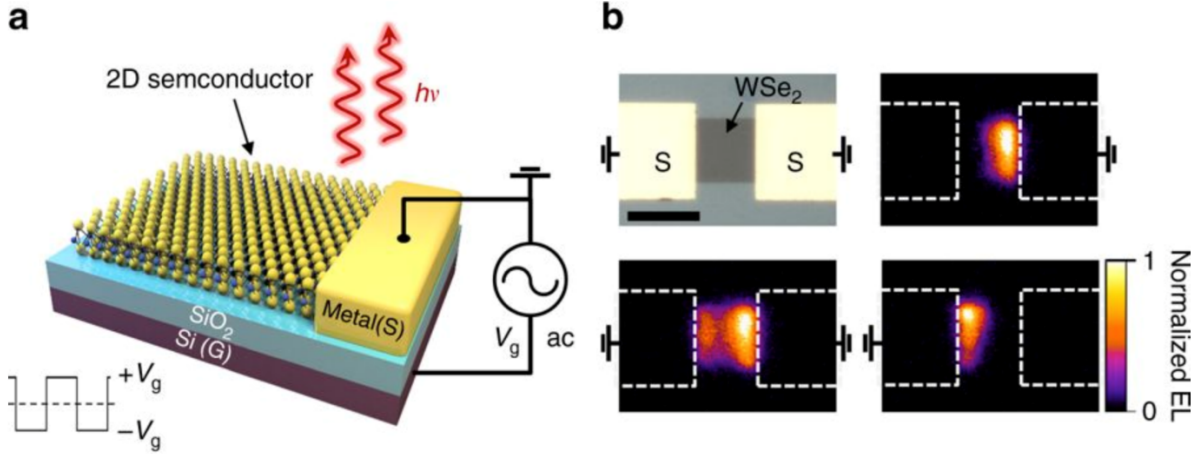 a
2D semconductor
hν
Metal(S)
SiO2
Si (G)
Vg ac
+Vg
−Vg
b
WSe2
S S
1
Normalized EL
0